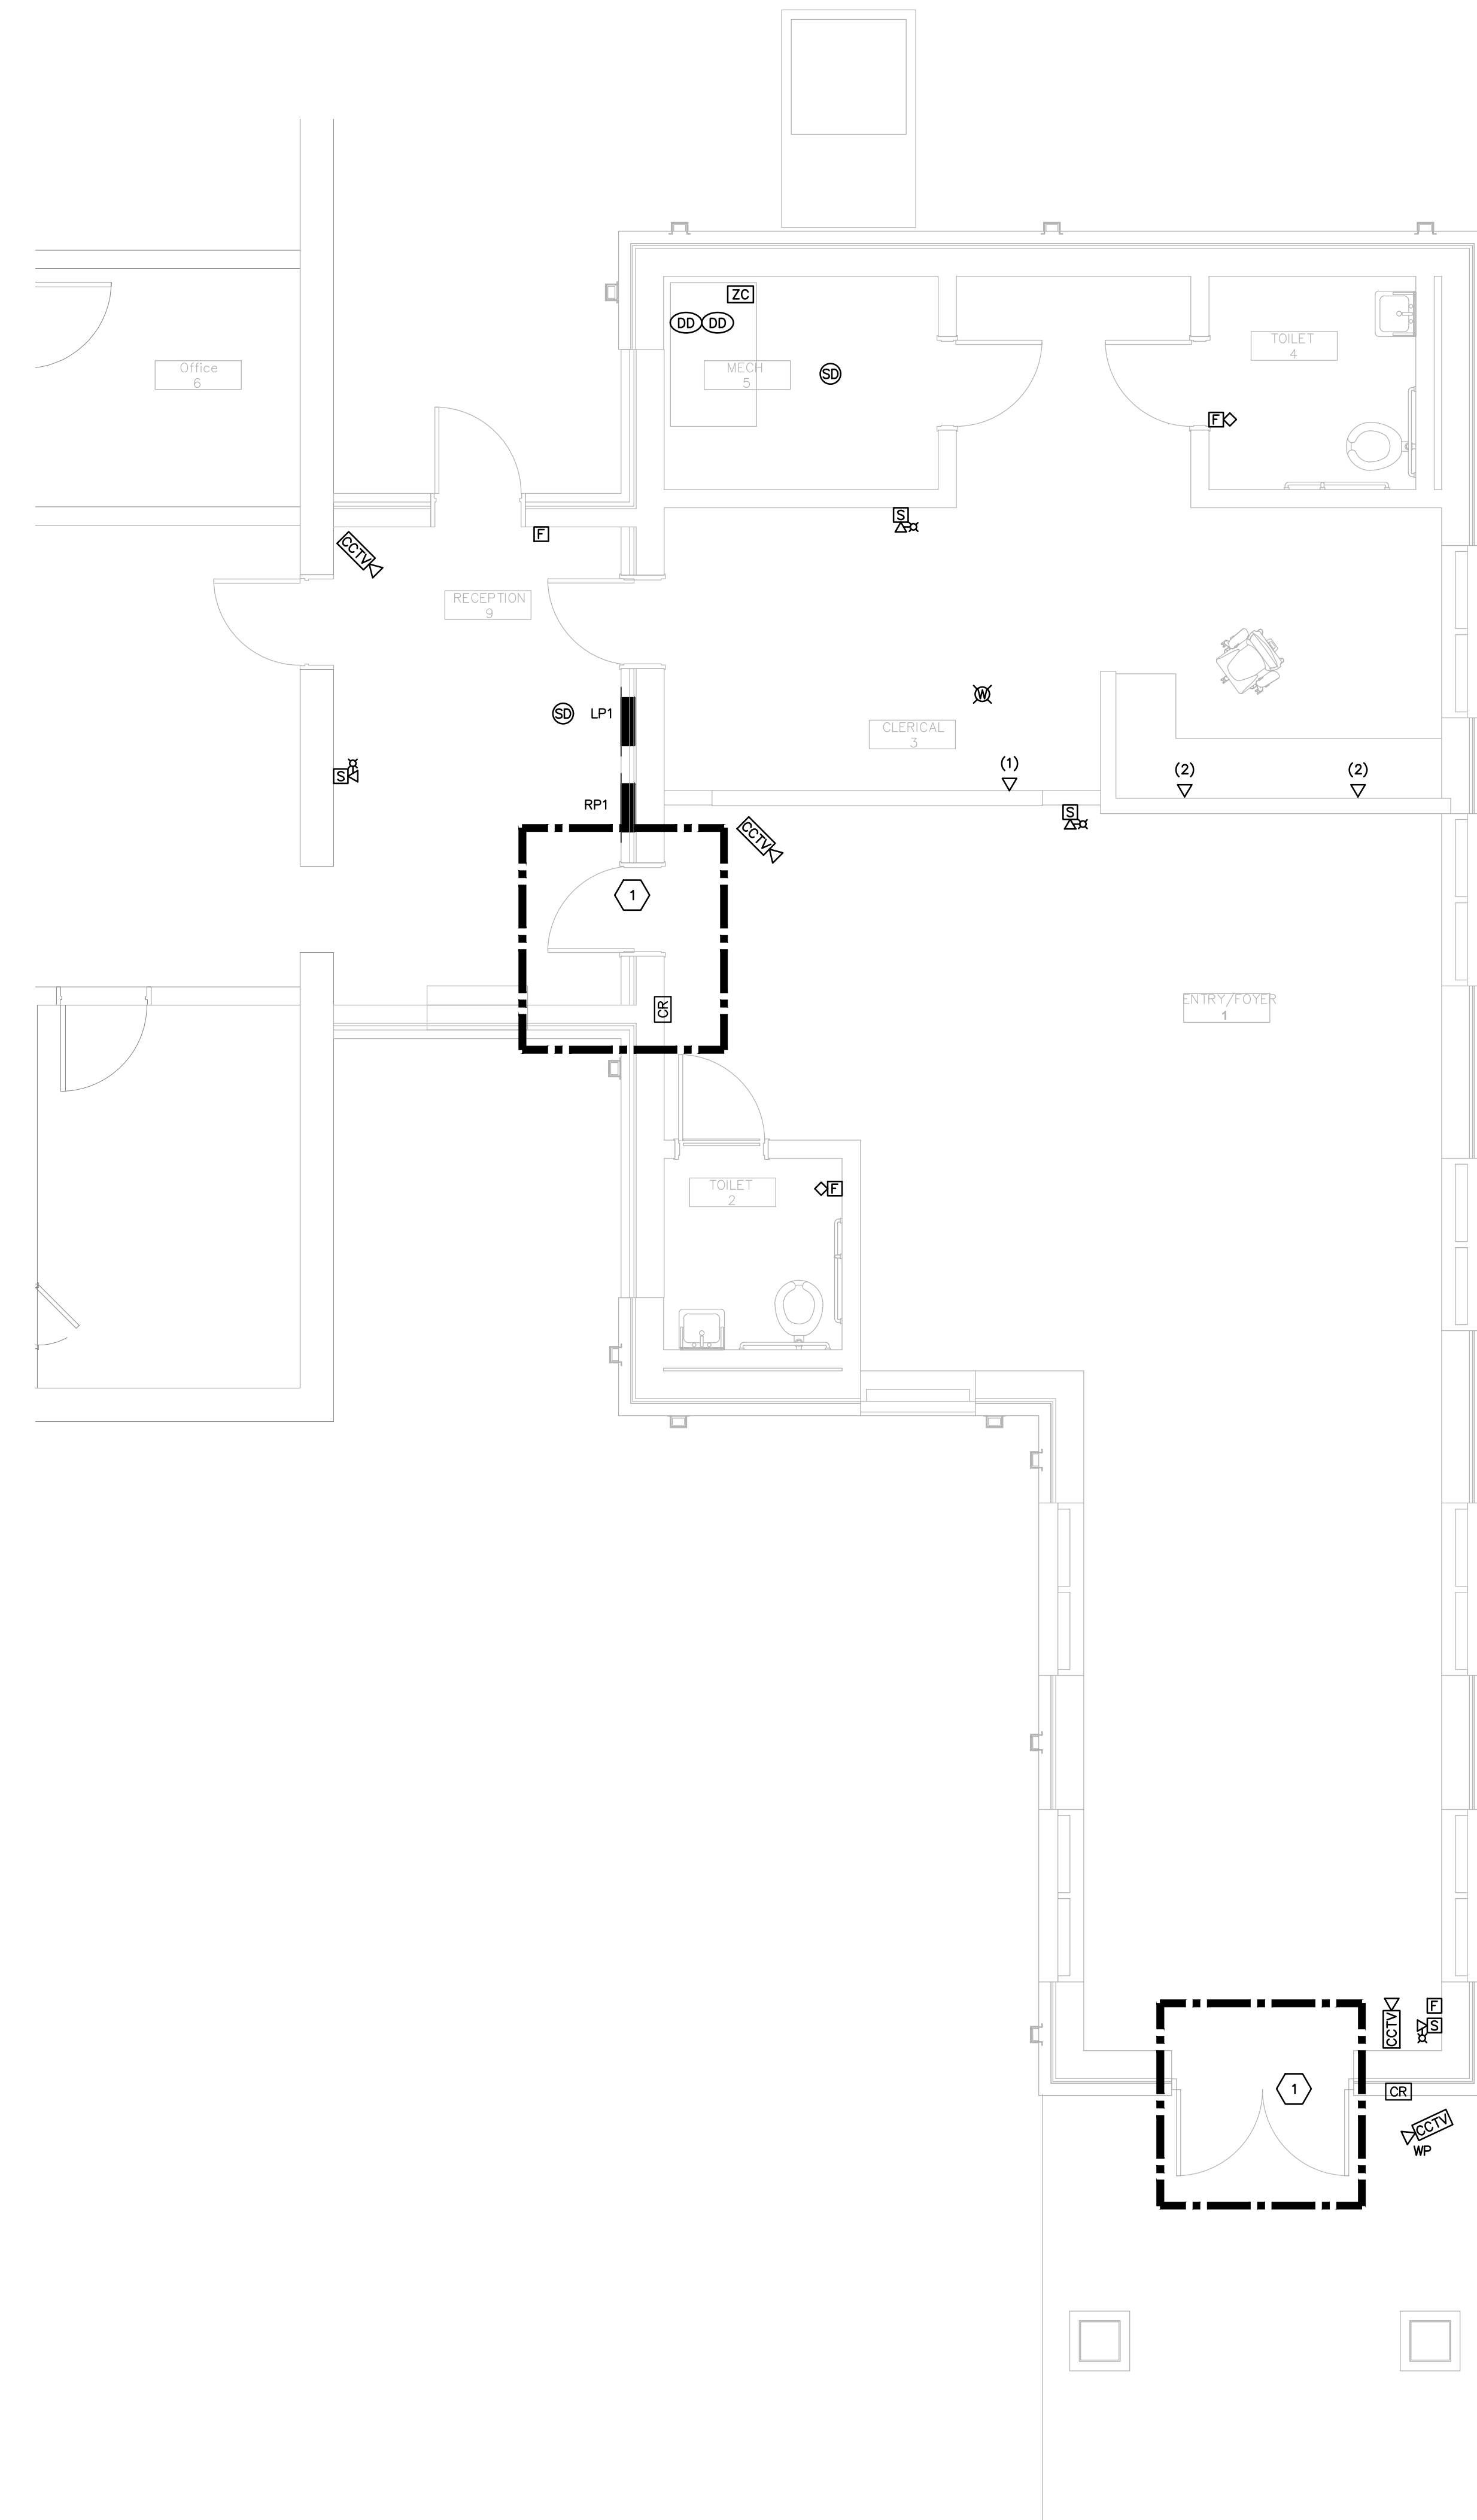 ZC
DD DD
TOILET
4
Office
6
MECH
5
SD
F
S
F
CCTV
RECEPTION
9
W
SD
LP1
CLERICAL
3
(1)
(2)
(2)
S
RP1
S
CCTV
1
CR
ENTRY/FOYER
1
TOILET
2
F
F
CCTV
S
1
CR
CCTV
WP